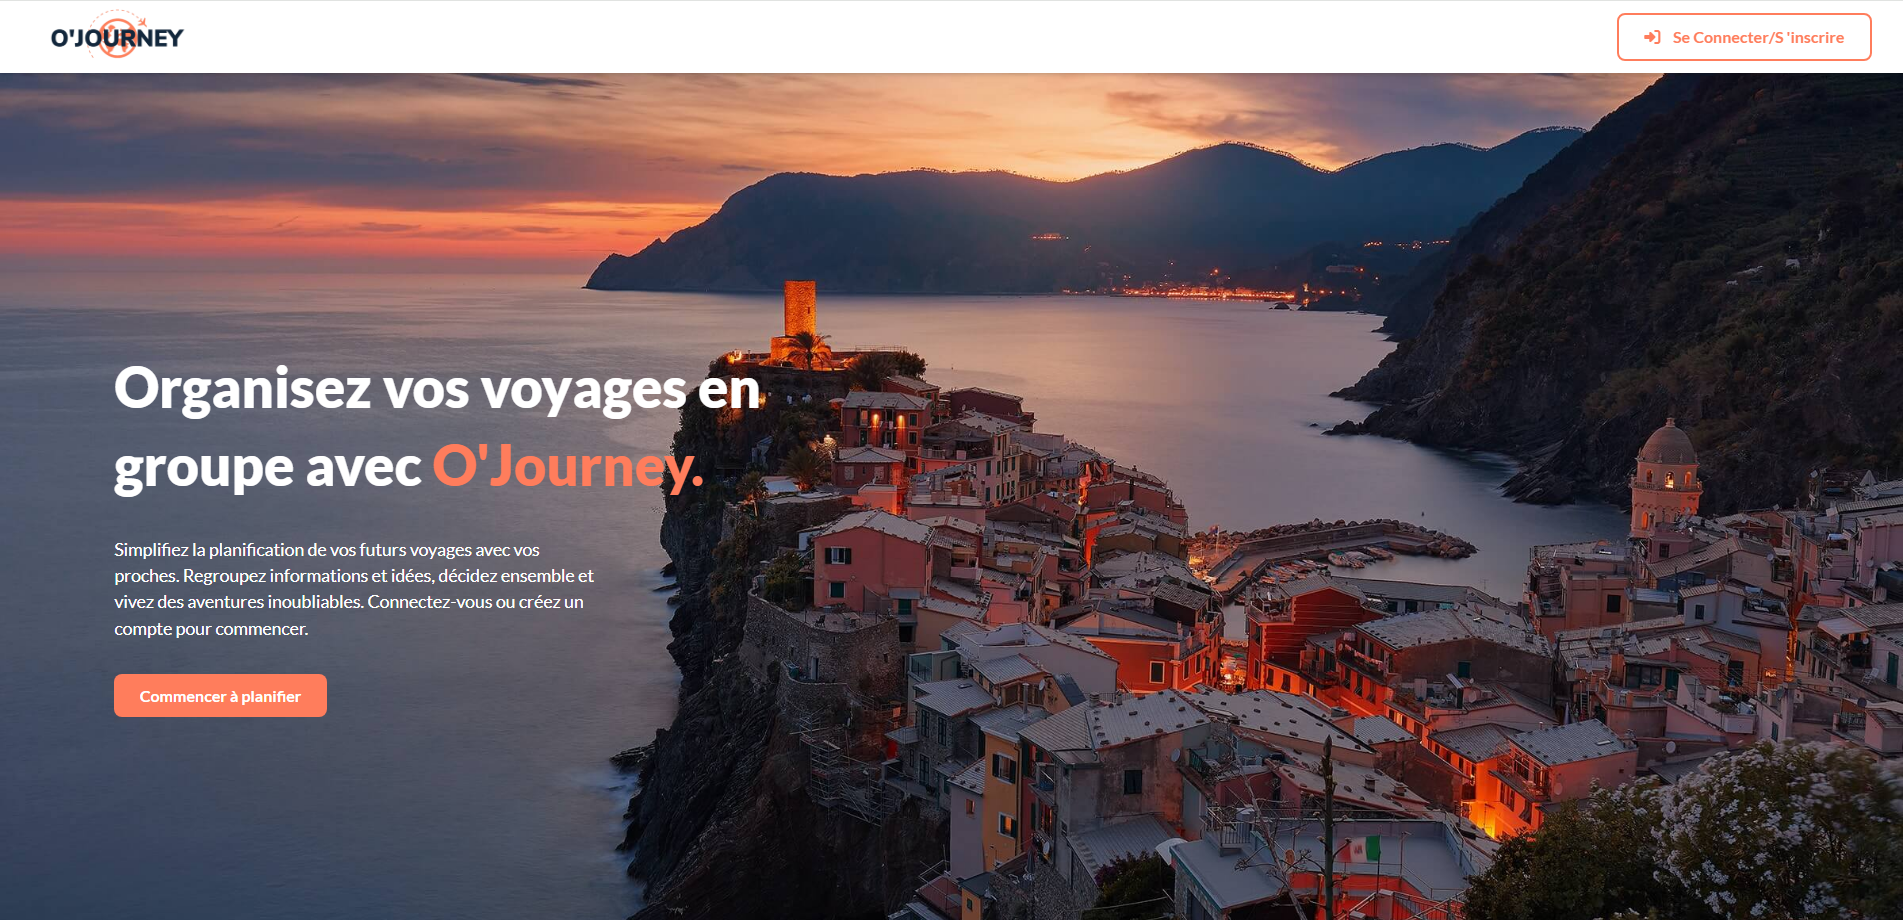 O'JOURNEY
Se Connecter/S 'inscrire
Organisez vos voyages en
groupe avec O'Journey.
Simplifiez la planification de vos futurs voyages avec vos
proches. Regroupez informations et idées, décidez ensemble et
vivez des aventures inoubliables. Connectez-vous ou créez un
compte pour commencer.
Commencer à planifier